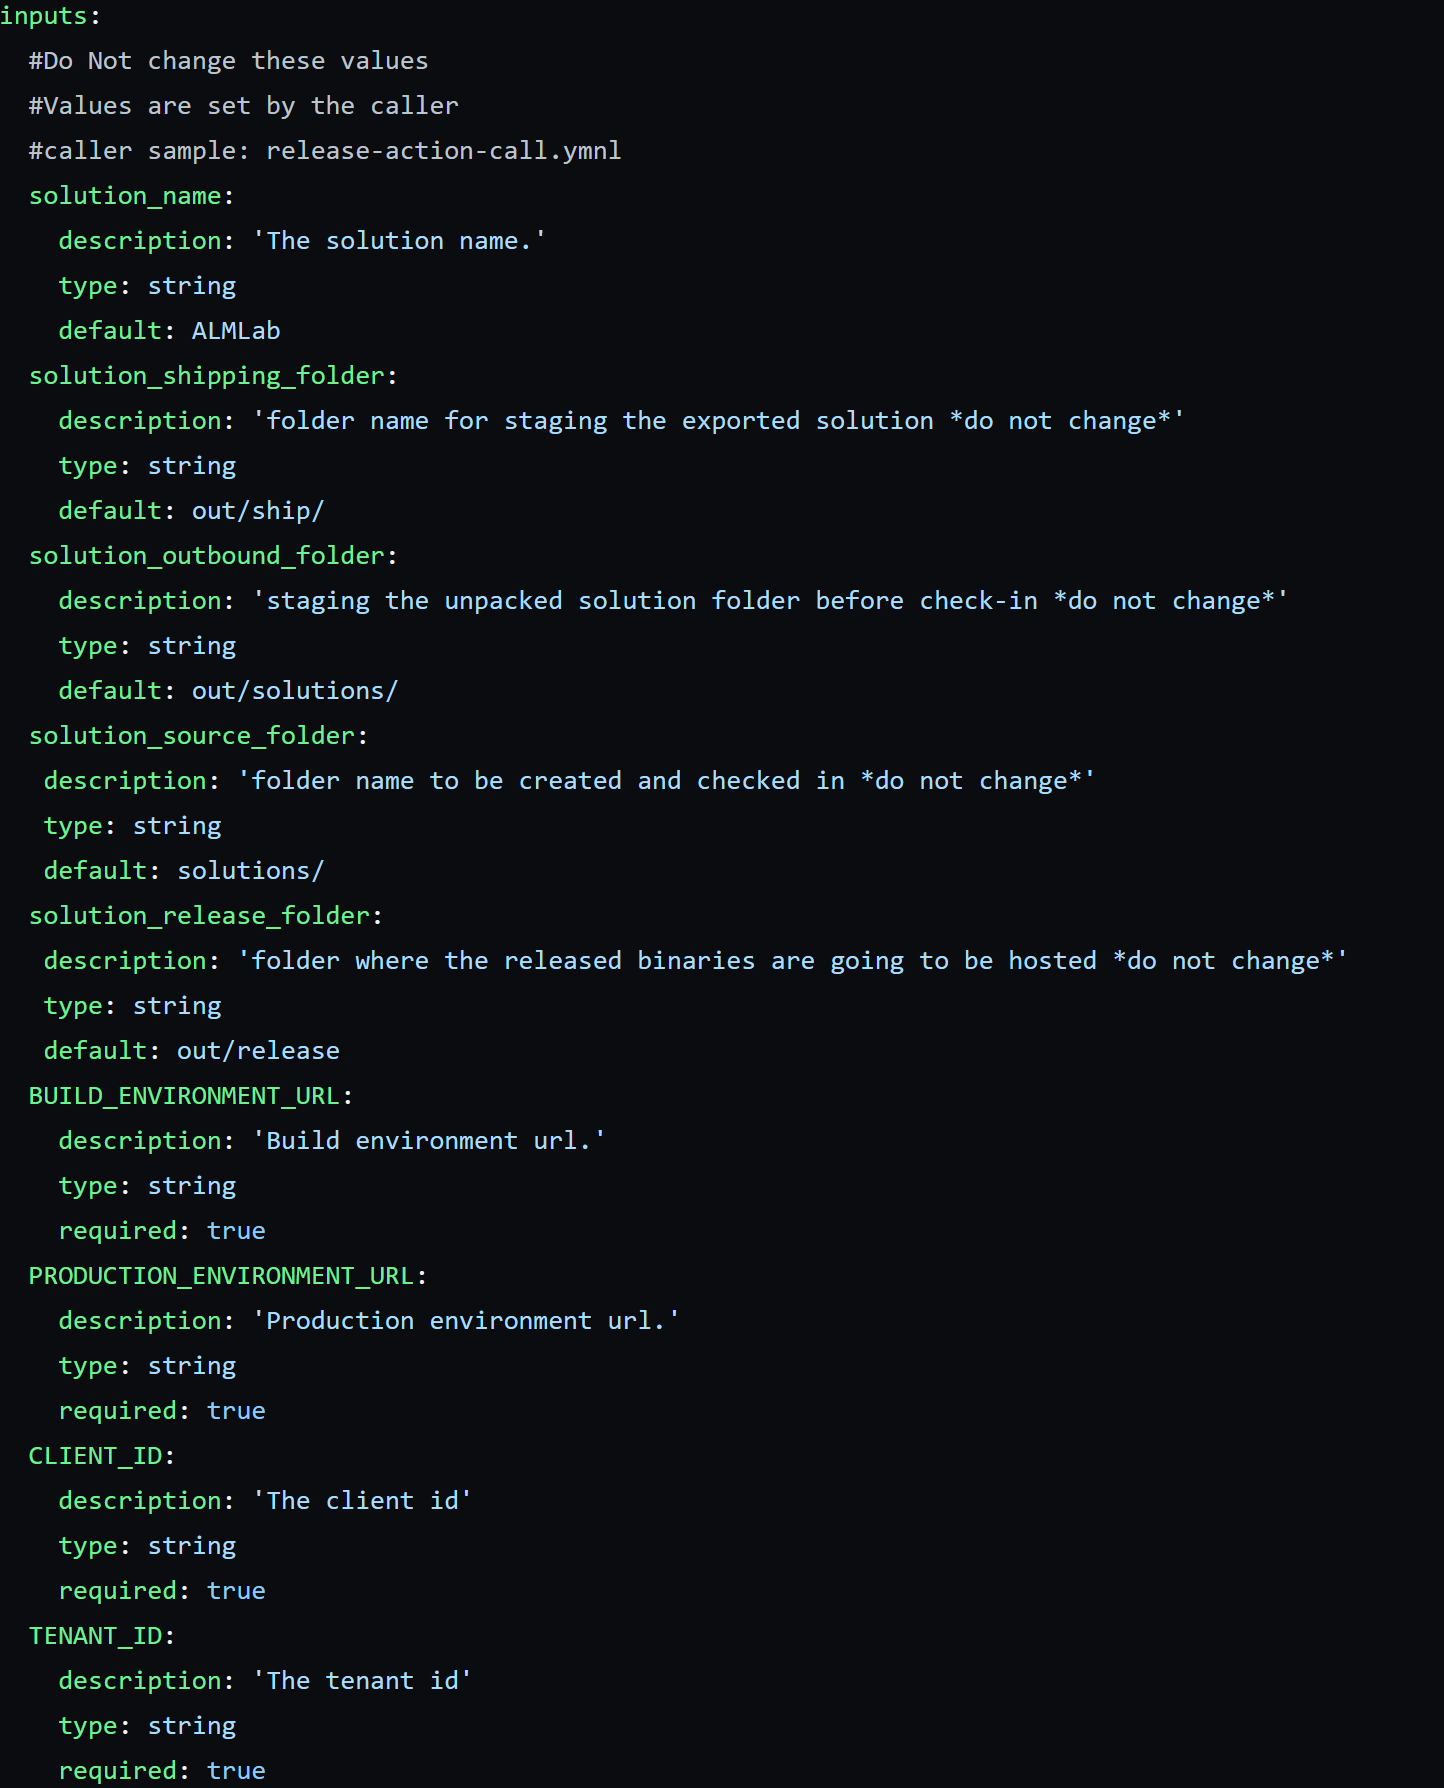 inputs:
  #Do Not change these values
  #Values are set by the caller
  #caller sample: release-action-call.ymnl
  solution_name:
    description: 'The solution name.'
    type: string
    default: ALMLab
  solution_shipping_folder:
    description: 'folder name for staging the exported solution *do not change*'
    type: string
    default: out/ship/
  solution_outbound_folder:
    description: 'staging the unpacked solution folder before check-in *do not change*'
    type: string
    default: out/solutions/
  solution_source_folder:
   description: 'folder name to be created and checked in *do not change*'
   type: string
   default: solutions/
  solution_release_folder:
   description: 'folder where the released binaries are going to be hosted *do not change*'
   type: string
   default: out/release
  BUILD_ENVIRONMENT_URL:
    description: 'Build environment url.'
    type: string
    required: true
  PRODUCTION_ENVIRONMENT_URL:
    description: 'Production environment url.'
    type: string
    required: true
  CLIENT_ID:
    description: 'The client id'
    type: string
    required: true
  TENANT_ID:
    description: 'The tenant id'
    type: string
    required: true